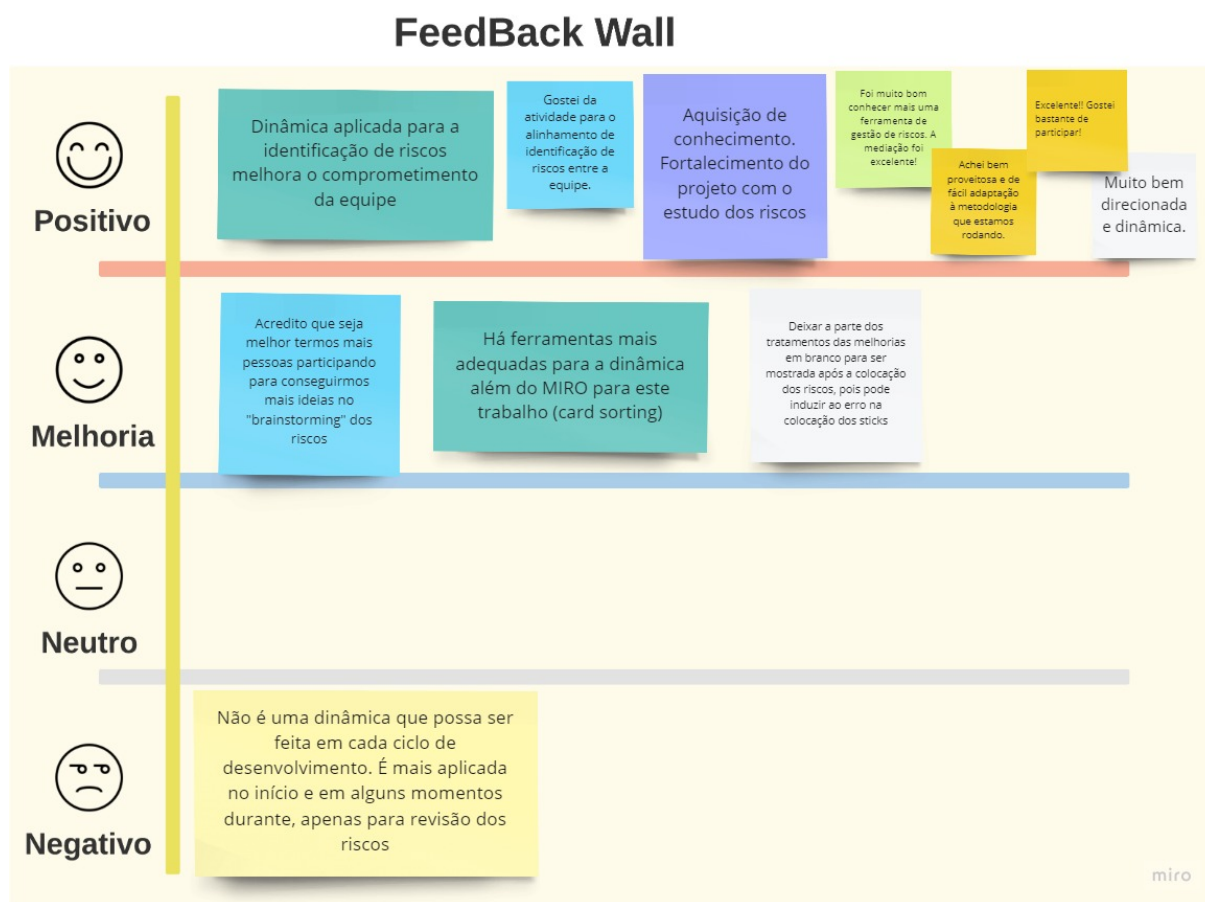 FeedBack Wall
Positivo
Dinâmica aplicada para a
identificação de riscos
melhora o comprometimento
da equipe
Gostei da
atividade para o
alinhamento de
identificação de
riscos entre a
equipe.
Aquisição de
conhecimento.
Fortalecimento do
projeto com o
estudo dos riscos
Foi muito bom
conhecer mais uma
ferramenta de
gestão de riscos. A
mediação foi
excelente!
Achei bem
proveitosa e de
fácil adaptação
à metodologia
que estamos
rodando.
Excelente!! Gostei
bastante de
participar!
Muito bem
direcionada
e dinâmica.
Melhoria
Acredito que seja
melhor termos mais
pessoas participando
para conseguirmos
mais ideias no
"brainstorming" dos
riscos
Há ferramentas mais
adequadas para a dinâmica
além do MIRO para este
trabalho (card sorting)
Deixar a parte dos
tratamentos das melhorias
em branco para ser
mostrada após a colocação
dos riscos, pois pode
induzir ao erro na
colocação dos sticks
Neutro
Negativo
Não é uma dinâmica que possa ser
feita em cada ciclo de
desenvolvimento. É mais aplicada
no início e em alguns momentos
durante, apenas para revisão dos
riscos
miro